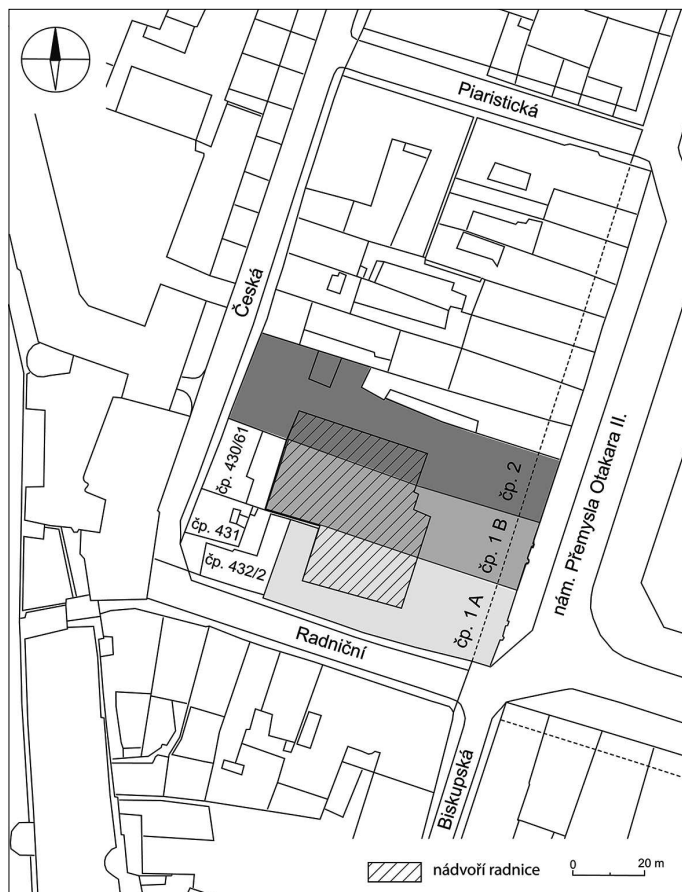 Piaristická
Česká
nám. Přemysla Otakara II.
čp. 430/61
čp. 2
čp. 431
čp. 1 B
čp. 432/2
čp. 1 A
Radniční
Biskupská
nádvoří radnice
0 20 m